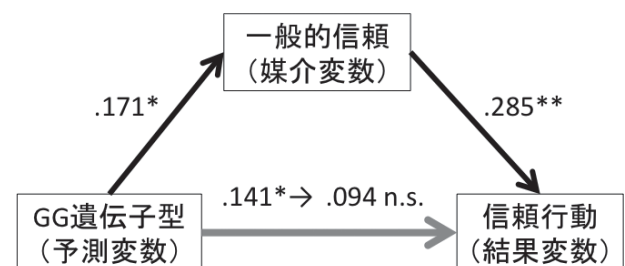 一般的信頼
（媒介変数）
.171*
.285**
.141*→ .094 n.s.
GG遺伝子型
（予測変数）
信頼行動
（結果変数）